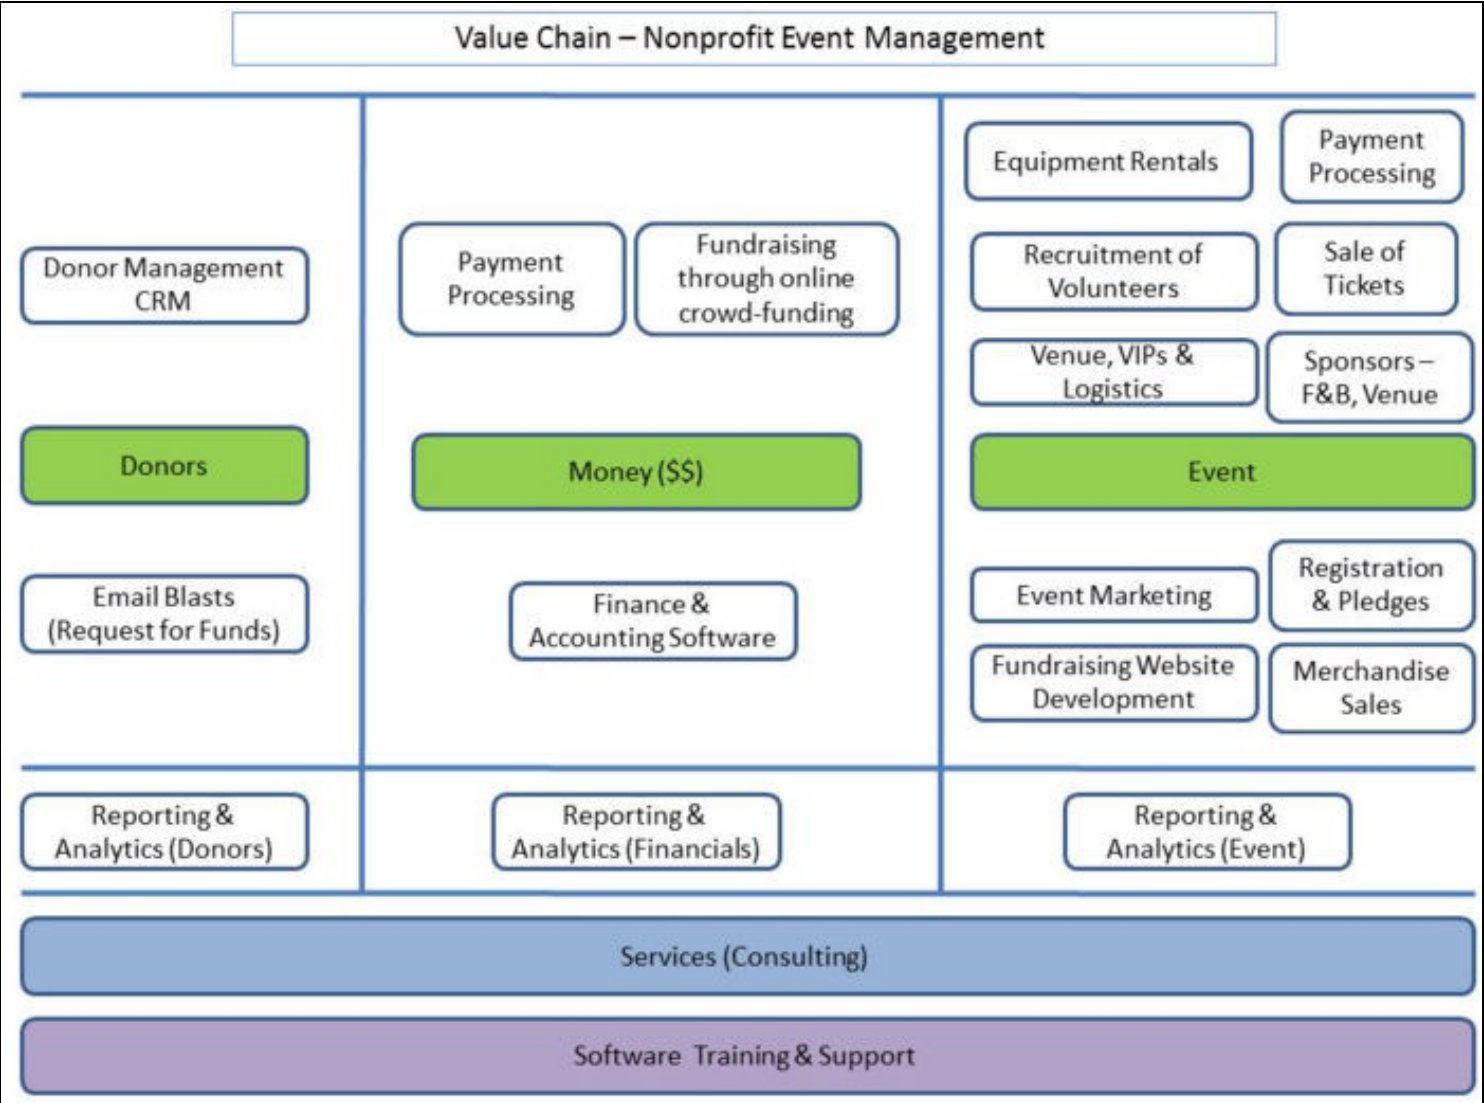 Value Chain – Nonprofit Event Management
Donor Management
CRM
Donors
Email Blasts
(Request for Funds)
Payment
Processing
Fundraising
through online
crowd-funding
Money ($$)
Finance &
Accounting Software
Equipment Rentals
Payment
Processing
Recruitment of
Volunteers
Sale of
Tickets
Venue, VIPs &
Logistics
Sponsors –
F&B, Venue
Event
Event Marketing
Registration
& Pledges
Fundraising Website
Development
Merchandise
Sales
Reporting &
Analytics (Donors)
Reporting &
Analytics (Financials)
Reporting &
Analytics (Event)
Services (Consulting)
Software Training & Support